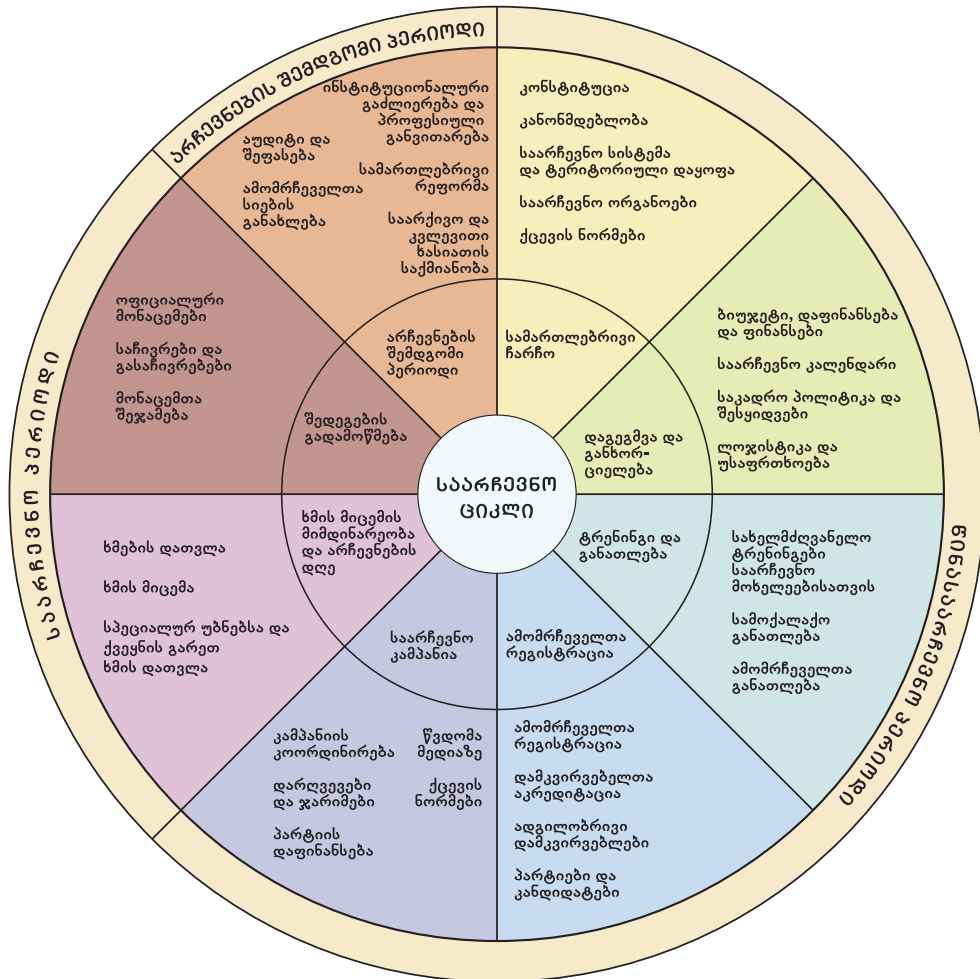 არჩევნების შემდგომი პერიოდი
წინასაარჩევნო პერიოდი
საარჩევნო პერიოდი
საარჩევნო
ციკლი
სამართლებრივი
ჩარჩო
კონსტიტუცია
კანონმდებლობა
საარჩევნო სისტემა
და ტერიტორიული დაყოფა
საარჩევნო ორგანოები
ქცევის ნორმები
დაგეგმვა და
განხორ-
ციელება
ბიუჯეტი, დაფინანსება
და ფინანსები
საარჩევნო კალენდარი
საკადრო პოლიტიკა და
შესყიდვები
ლოჯისტიკა და
უსაფრთხოება
ტრენინგი და
განათლება
სახელმძღვანელო
ტრენინგები
საარჩევნო
მოხელეებისათვის
სამოქალაქო
განათლება
ამომრჩეველთა
განათლება
ამომრჩეველთა
რეგისტრაცია
ამომრჩეველთა
რეგისტრაცია
დამკვირვებელთა
აკრედიტაცია
ადგილობრივი
დამკვირვებლები
პარტიები და
კანდიდატები
საარჩევნო
კამპანია
კამპანიის
კოორდინირება
დარღვევები
და ჯარიმები
პარტიის
დაფინანსება
წვდომა
მედიაზე
ქცევის
ნორმები
ხმის მიცემის
მიმდინარეობა
და არჩევნების
დღე
ხმების დათვლა
ხმის მიცემა
სპეციალურ უბნებსა და
ქვეყნის გარეთ
ხმის დათვლა
შედეგების
გადამოწმება
ოფიციალური
მონაცემები
საჩივრები და
გასაჩივრებები
მონაცემთა
შეჯამება
არჩევნების
შემდგომი
პერიოდი
აუდიტი და
შეფასება
ამომრჩეველთა
სიების
განახლება
ინსტიტუციონალური
გაძლიერება და
პროფესიული
განვითარება
სამართლებრივი
რეფორმა
საარქივო და
კვლევითი
ხასიათის
საქმიანობა